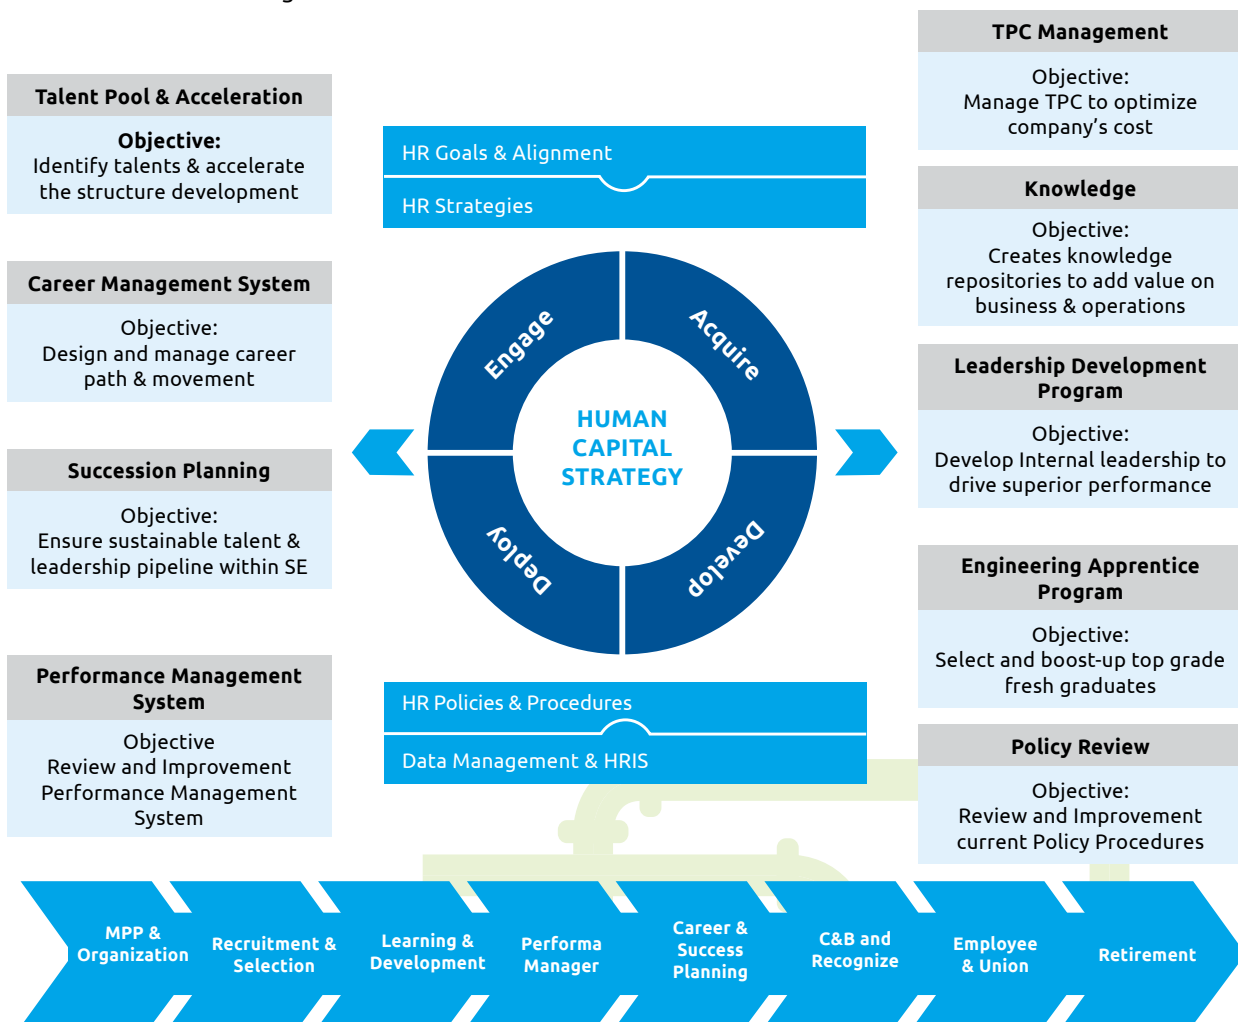 Talent Pool & Acceleration
Objective:
Identify talents & accelerate
the structure development
Career Management System
Objective:
Design and manage career
path & movement
Succession Planning
Objective:
Ensure sustainable talent &
leadership pipeline within SE
Performance Management
System
Objective
Review and Improvement
Performance Management
System
HR Goals & Alignment
HR Strategies
Engage
Acquire
HUMAN
CAPITAL
STRATEGY
Deploy
Develop
HR Policies & Procedures
Data Management & HRIS
TPC Management
Objective:
Manage TPC to optimize
company’s cost
Knowledge
Objective:
Creates knowledge
repositories to add value on
business & operations
Leadership Development
Program
Objective:
Develop Internal leadership to
drive superior performance
Engineering Apprentice
Program
Objective:
Select and boost-up top grade
fresh graduates
Policy Review
Objective:
Review and Improvement
current Policy Procedures
MPP &
Organization
Recruitment &
Selection
Learning &
Development
Performa
Manager
Career &
Success
Planning
C&B and
Recognize
Employee
& Union
Retirement